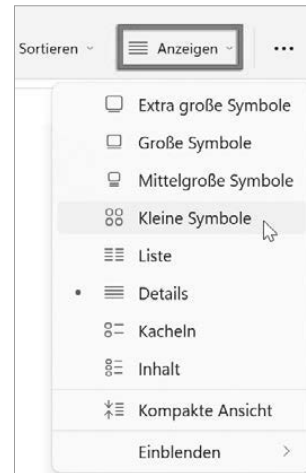 Sortieren Anzeigen ...
Extra große Symbole
Große Symbole
Mittelgroße Symbole
Kleine Symbole
Liste
Details
Kacheln
Inhalt
Kompakte Ansicht
Einblenden